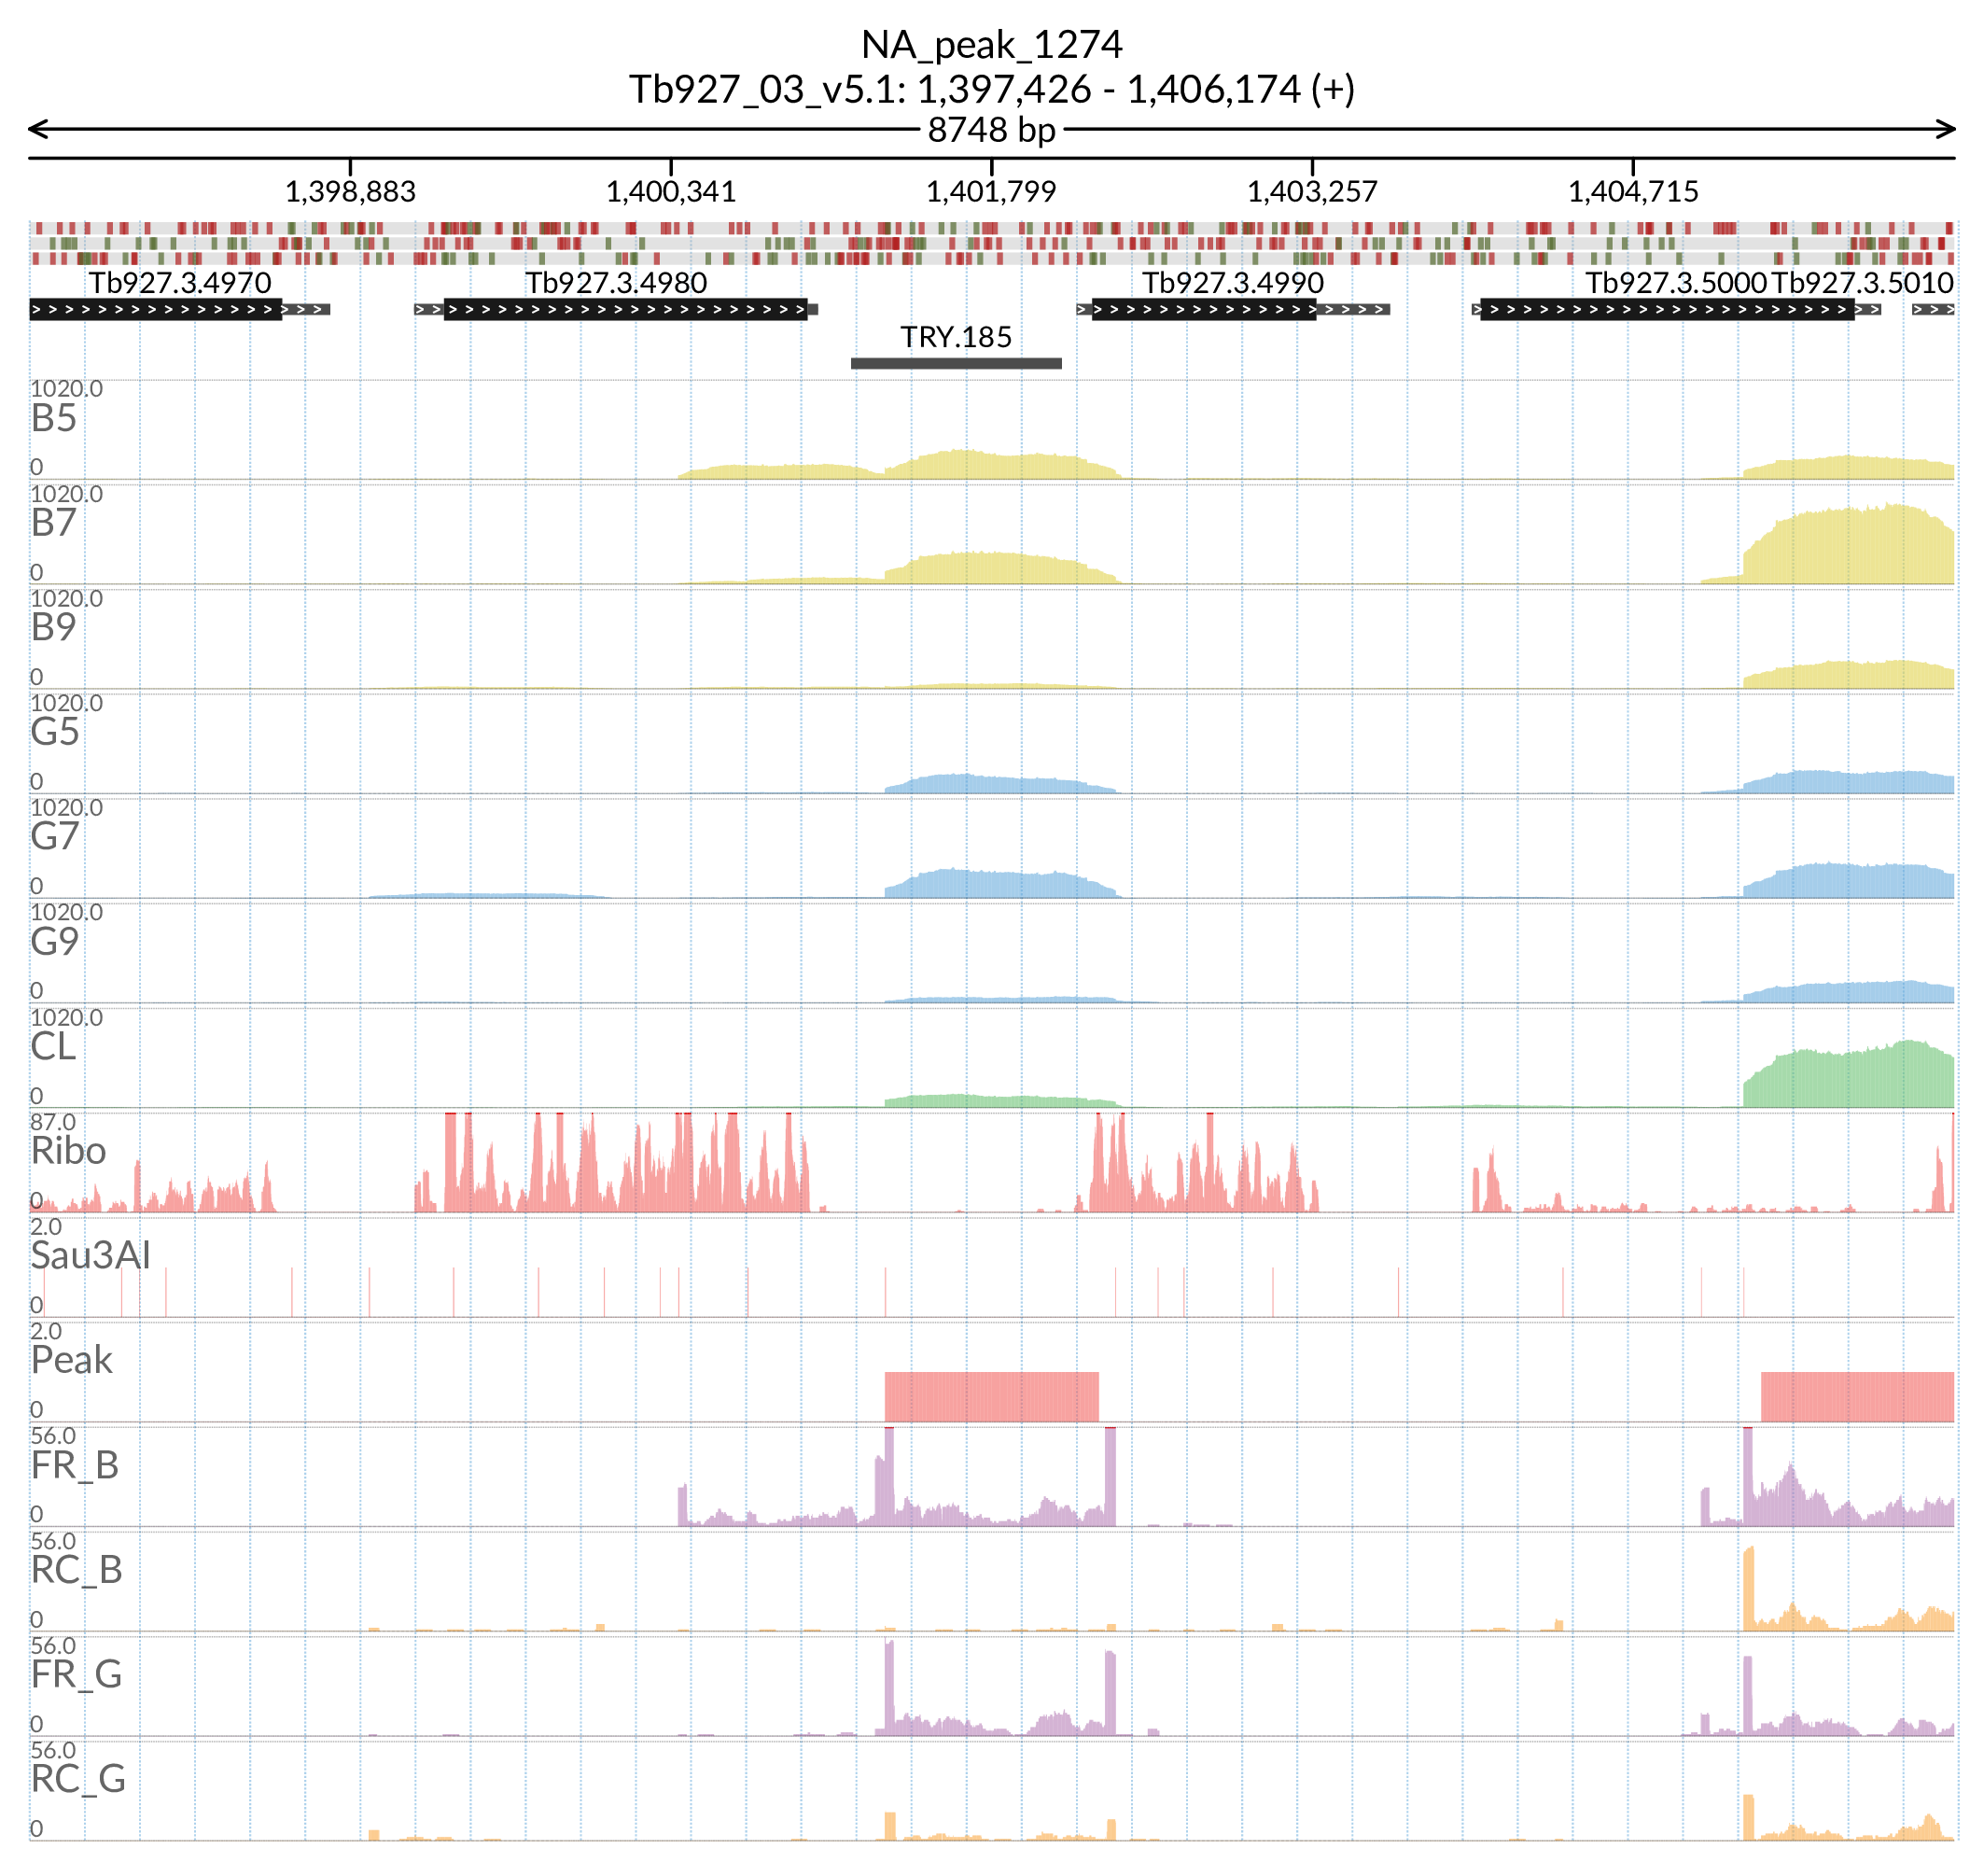 NA_peak_1274
Tb927_03_v5.1: 1,397,426 - 1,406,174 (+)
8748 bp
1,398,883 1,400,341 1,401,799 1,403,257 1,404,715
Tb927.3.4970 Tb927.3.4980 Tb927.3.4990 Tb927.3.5000 Tb927.3.5010
TRY.185
1020.0
B5
0
1020.0
B7
0
1020.0
B9
0
1020.0
G5
0
1020.0
G7
0
1020.0
G9
0
1020.0
CL
0
87.0
Ribo
0
2.0
Sau3AI
0
2.0
Peak
0
56.0
FR_B
0
56.0
RC_B
0
56.0
FR_G
0
56.0
RC_G
0